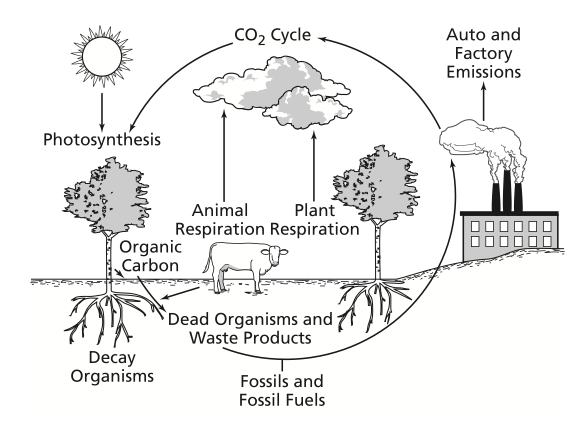 CO₂ Cycle
Auto and
Factory
Emissions
Photosynthesis
Animal
Respiration
Plant
Respiration
Organic
Carbon
Dead Organisms and
Waste Products
Decay
Organisms
Fossils and
Fossil Fuels